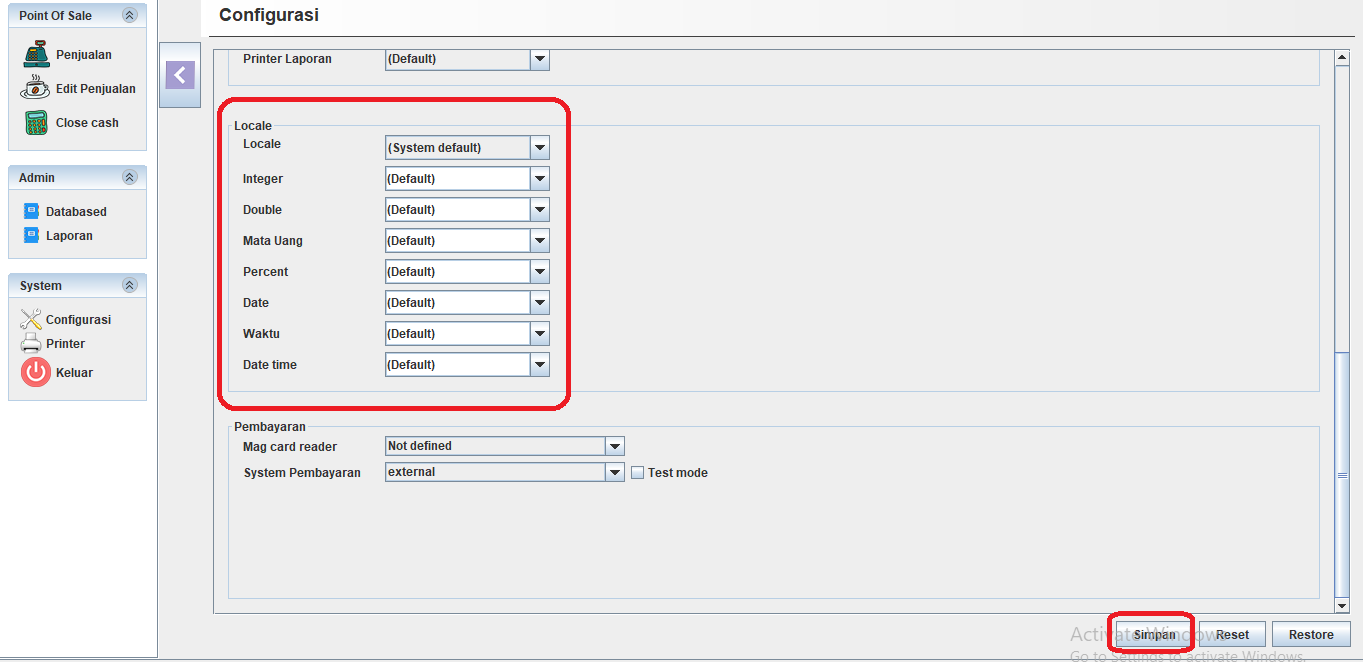 Point Of Sale
Penjualan
Edit Penjualan
Close cash
Admin
Databased
Laporan
System
Configurasi
Printer
Keluar
Configurasi
Printer Laporan (Default)
Locale
Locale (System default)
Integer (Default)
Double (Default)
Mata Uang (Default)
Percent (Default)
Date (Default)
Waktu (Default)
Date time (Default)
Pembayaran
Mag card reader Not defined
System Pembayaran external Test mode
Simpan Reset Restore
Activate Windows
Go to Settings to activate Windows.